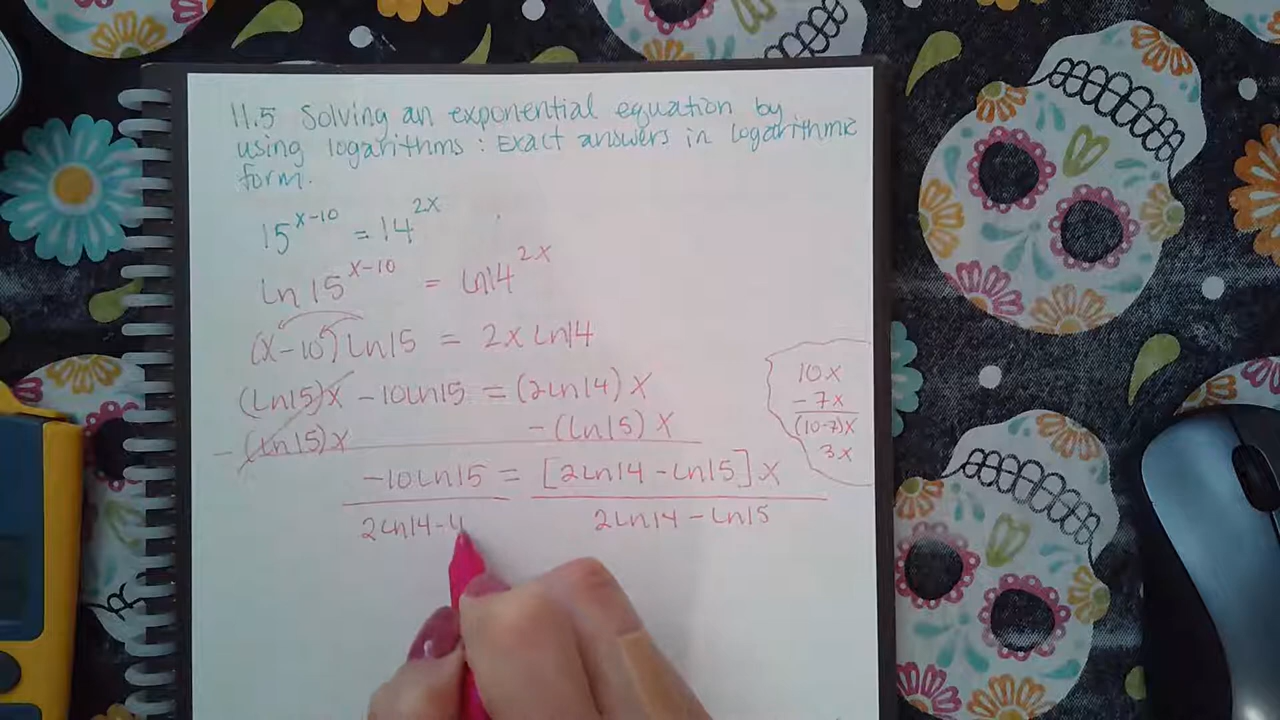 11.5 Solving an exponential equation by
using logarithms: Exact answers in logarithmic
form.
15^{x-10} = 14^{2x}
ln 15^{x-10} = ln14^{2x}
(x-10) ln15 = 2x ln14
(ln15)x - 10ln15 = (2ln14)x
- (ln15)x - (ln15)x
-10ln15 = [2ln14 - ln15]x
2ln14 - 2ln14 - ln15
10x
- 7x
(10-7)x
3x